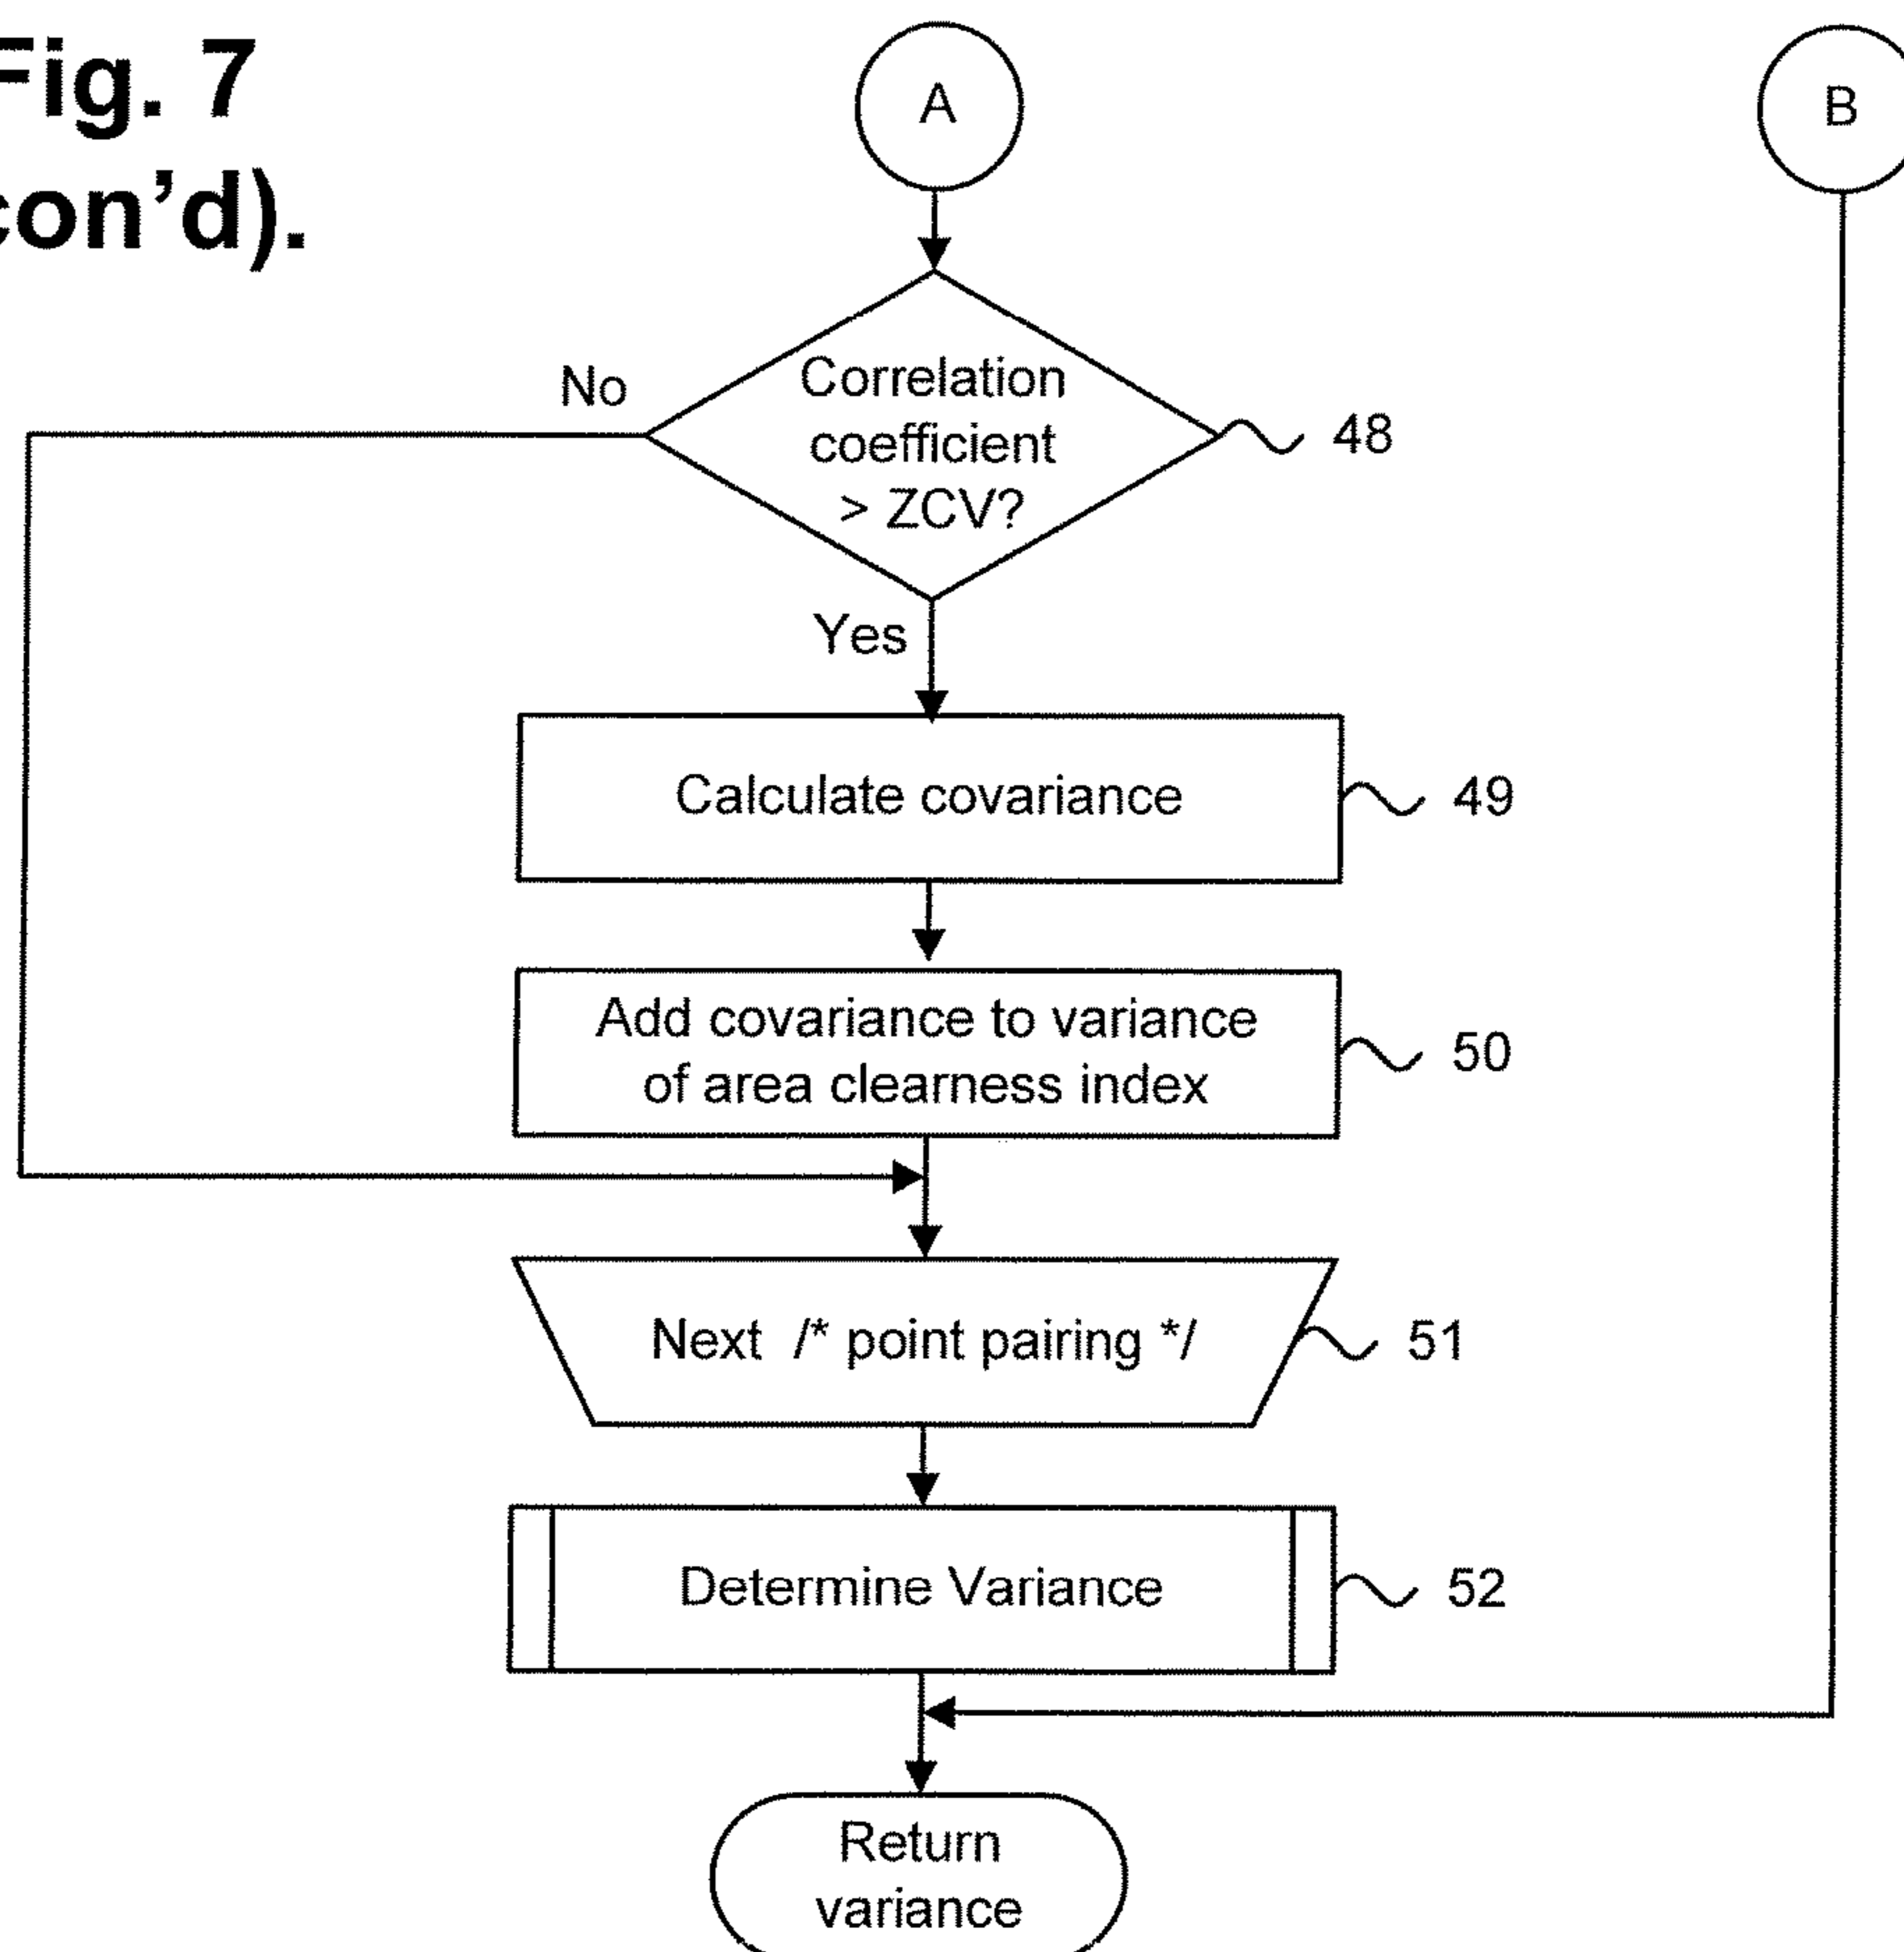 Fig. 7
con’d).
A
B
No
Correlation
coefficient
> ZCV?
48
Yes
Calculate covariance
49
Add covariance to variance
of area clearness index
50
Next /* point pairing */
51
Determine Variance
52
Return
variance